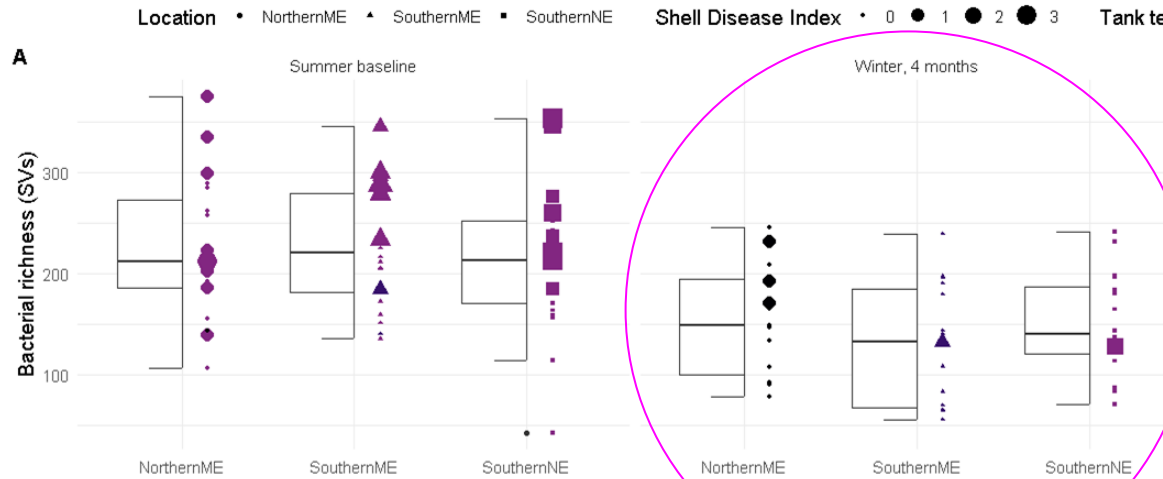 Location NorthernME SouthernME SouthernNE Shell Disease Index 0 1 2 3 Tank te
A
Summer baseline Winter, 4 months
Bacterial richness (SVs)
300
200
100
NorthernME SouthernME SouthernNE NorthernME SouthernME SouthernNE